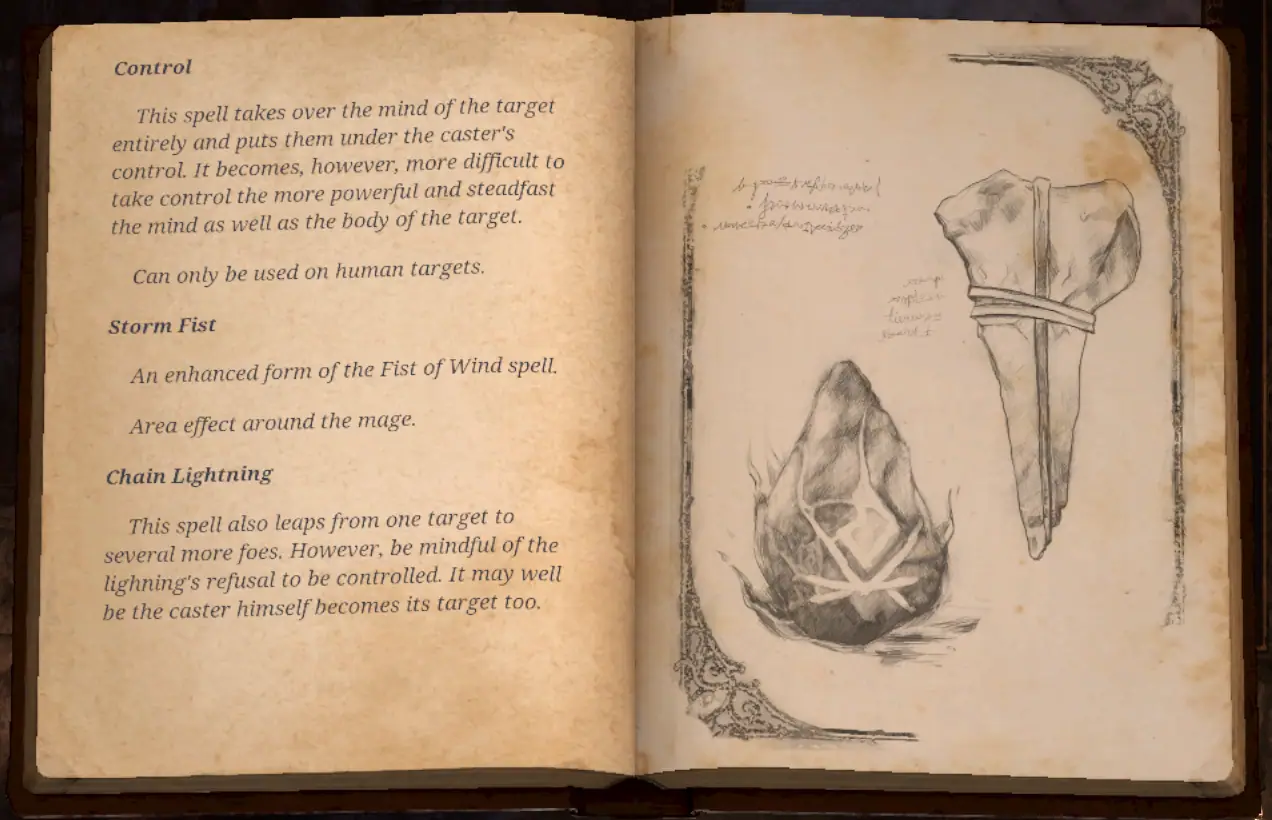 Control
This spell takes over the mind of the target
entirely and puts them under the caster's
control. It becomes, however, more difficult to
take control the more powerful and steadfast
the mind as well as the body of the target.
Can only be used on human targets.
Storm Fist
An enhanced form of the Fist of Wind spell.
Area effect around the mage.
Chain Lightning
This spell also leaps from one target to
several more foes. However, be mindful of the
lighning's refusal to be controlled. It may well
be the caster himself becomes its target too.